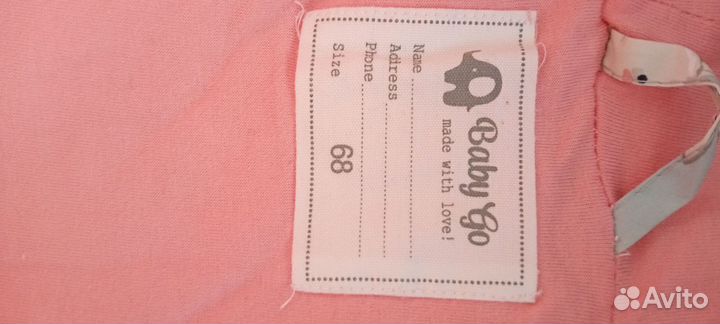 Baby Go
made with love!
Name
Adress
Phone
Size 68
Avito